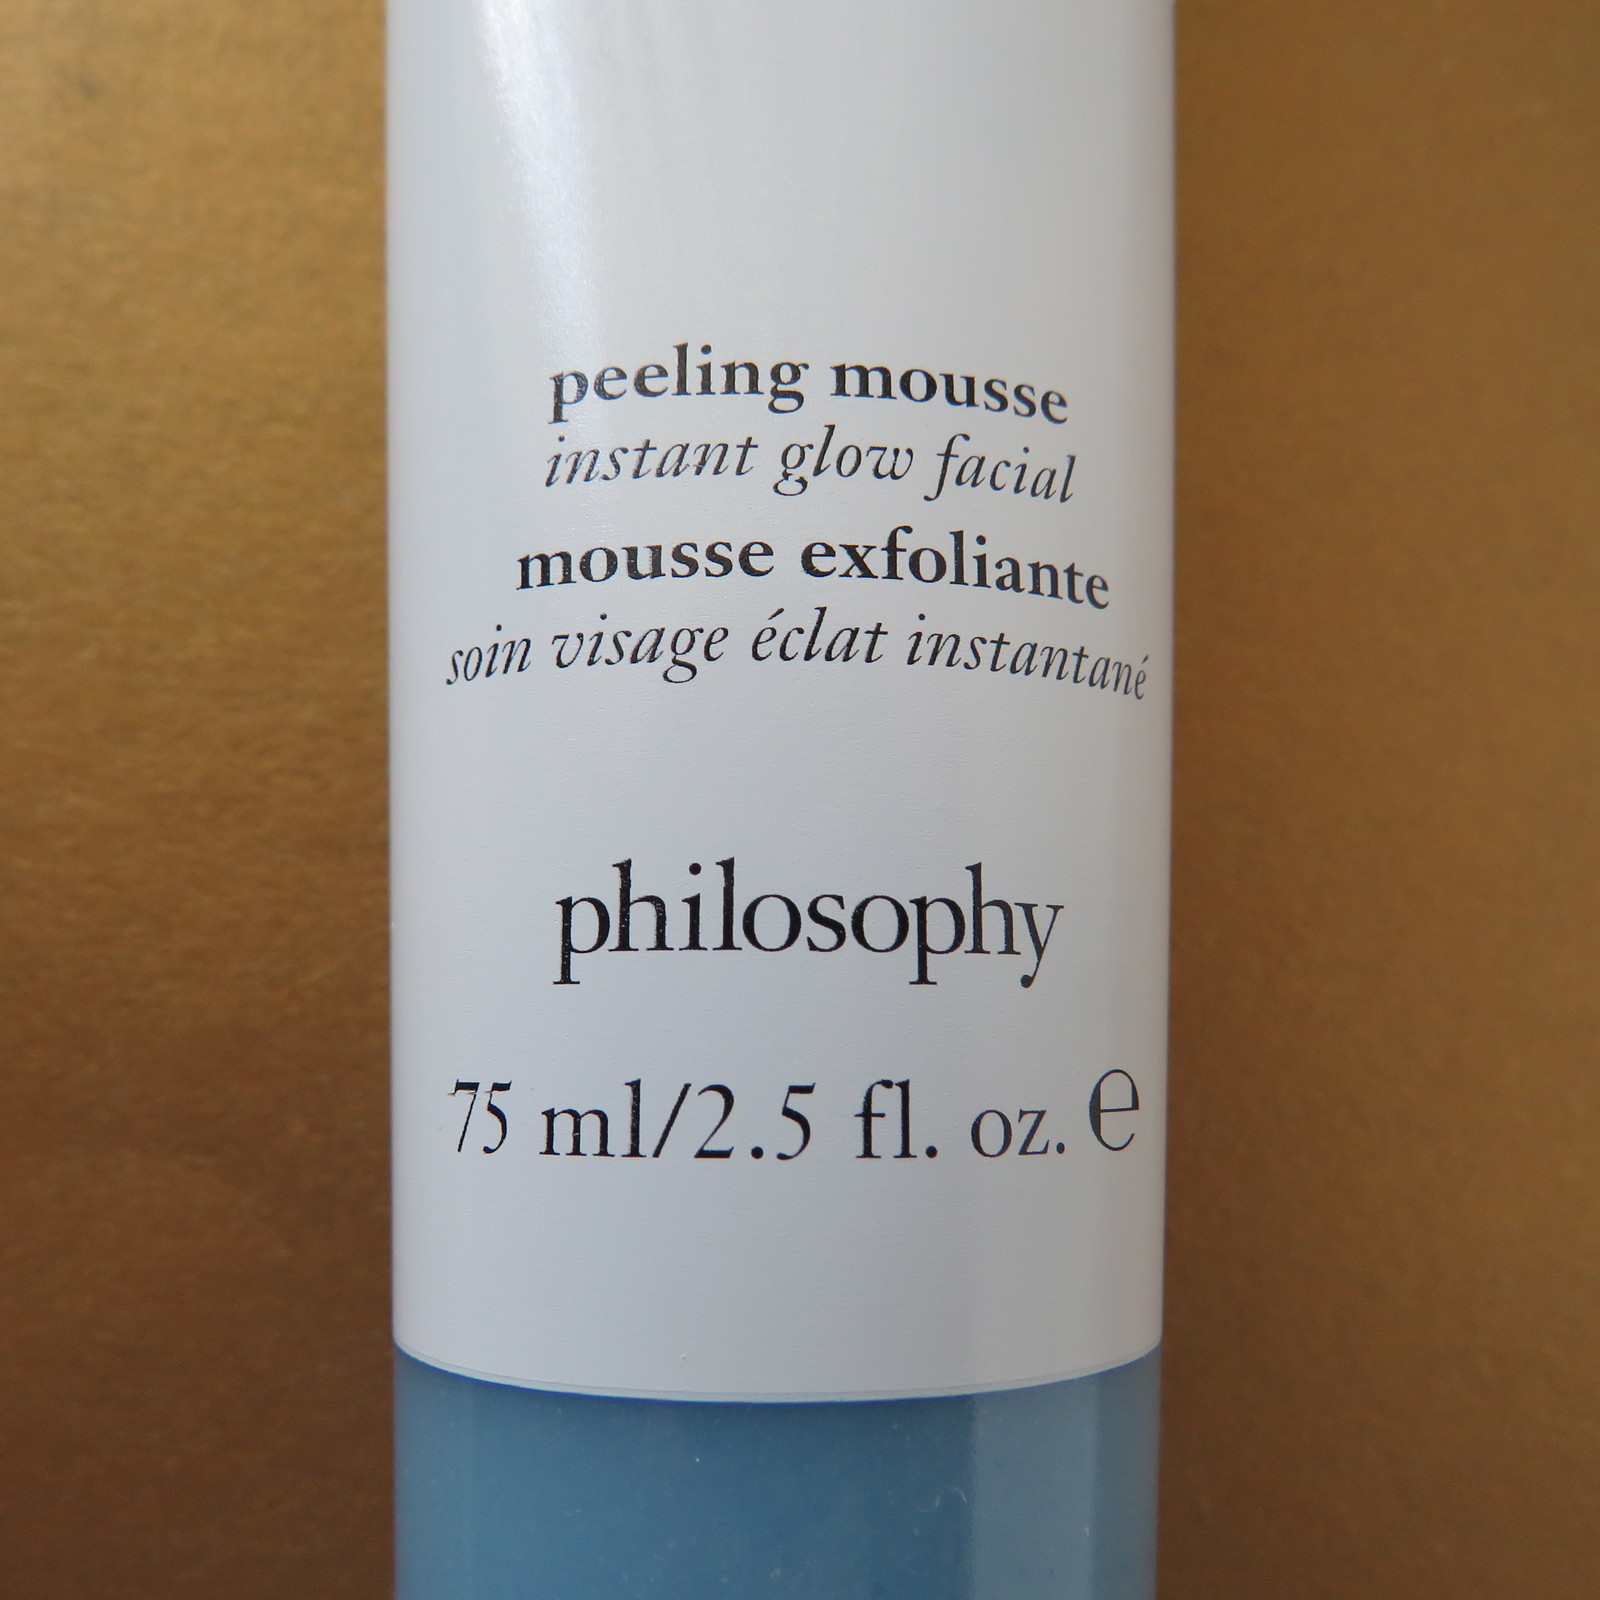 peeling mousse
instant glow facial
mousse exfoliante
soin visage éclat instantané
philosophy
75 ml/2.5 fl. oz. ℮